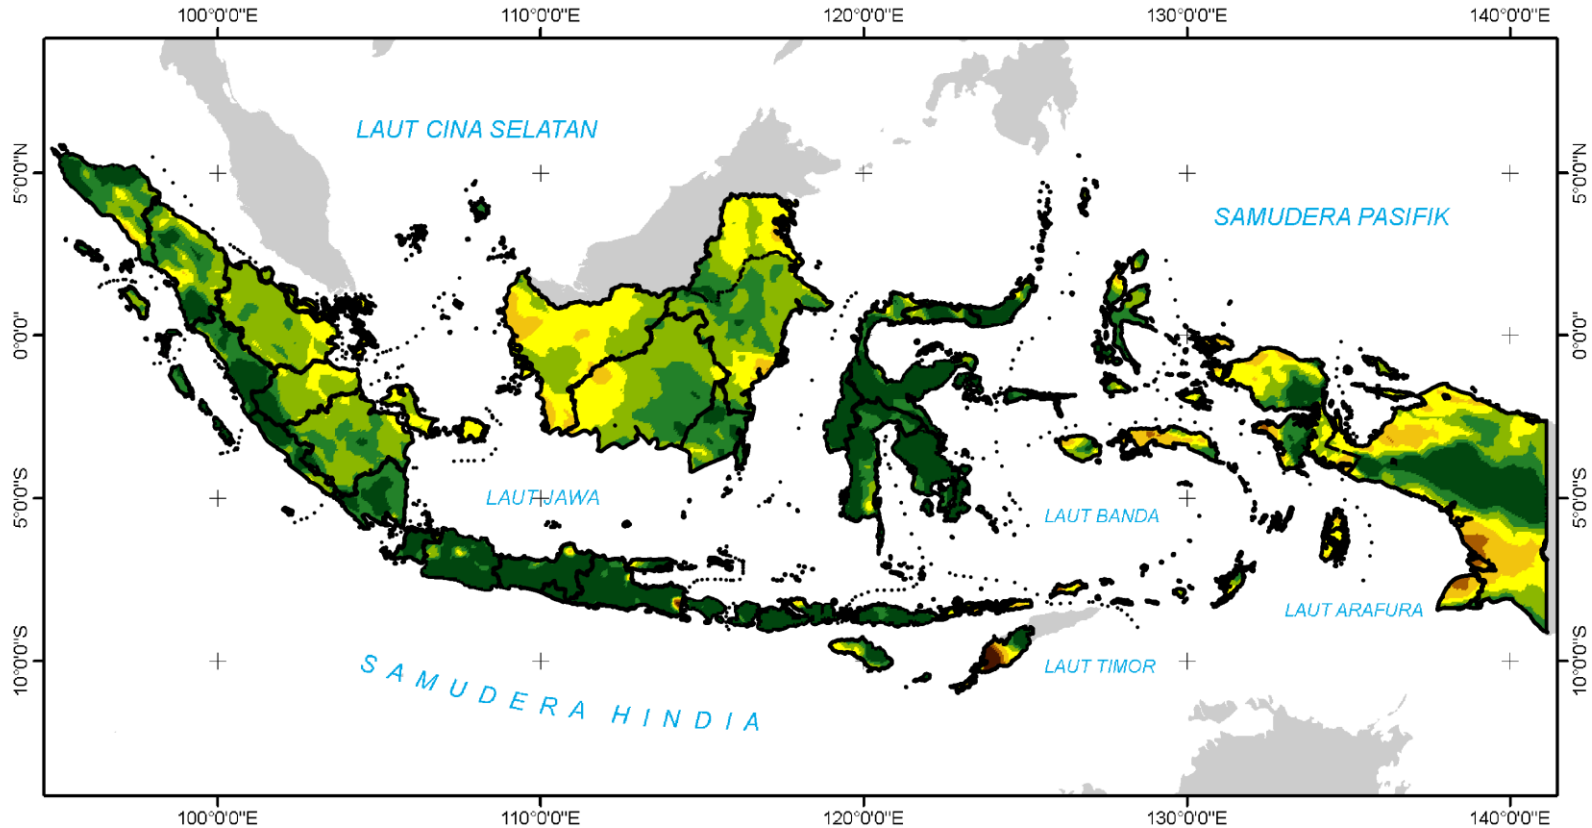 100°0'0"E 110°0'0"E 120°0'0"E 130°0'0"E 140°0'0"E
LAUT CINA SELATAN
5°0'0"N 5°0'0"N
SAMUDERA PASIFIK
0°0'0" 0°0'0"
LAUT JAWA
5°0'0"S 5°0'0"S
LAUT BANDA
LAUT ARAFURA
10°0'0"S 10°0'0"S
LAUT TIMOR
SAMUDERA HINDIA
100°0'0"E 110°0'0"E 120°0'0"E 130°0'0"E 140°0'0"E